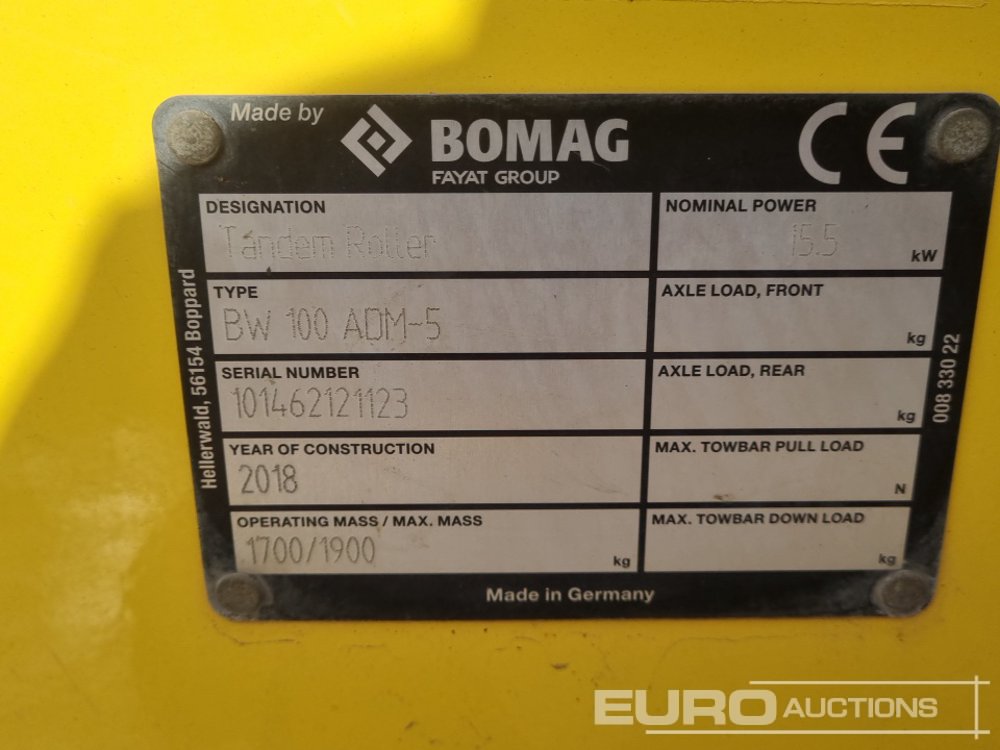 Made by
BOMAG
FAYAT GROUP
CE
DESIGNATION
Tandem Roller
NOMINAL POWER
15.5
kW
TYPE
BW 100 ADM-5
AXLE LOAD, FRONT
kg
SERIAL NUMBER
101462121123
AXLE LOAD, REAR
kg
YEAR OF CONSTRUCTION
2018
MAX. TOWBAR PULL LOAD
N
OPERATING MASS / MAX. MASS
1700/1900
kg
MAX. TOWBAR DOWN LOAD
kg
Made in Germany
Hellerwald, 56154 Boppard
008 330 22
EURO AUCTIONS